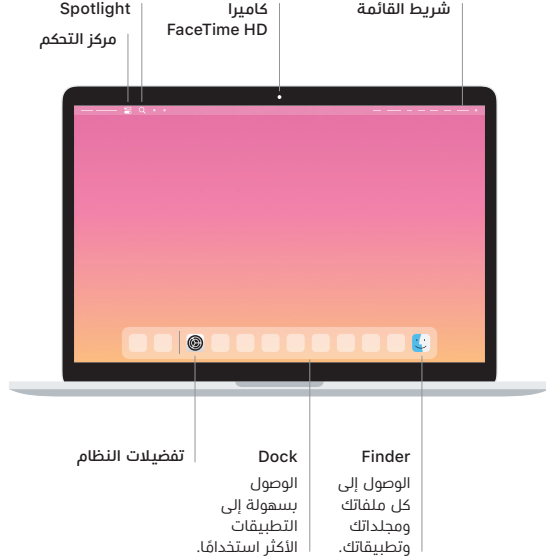 شريط القائمة
كاميرا
FaceTime HD
Spotlight
مركز التحكم
Finder
الوصول إلى
كل ملفاتك
ومجلداتك
وتطبيقاتك.
Dock
الوصول
بسهولة إلى
التطبيقات
الأكثر استخدامًا.
تفضيلات النظام